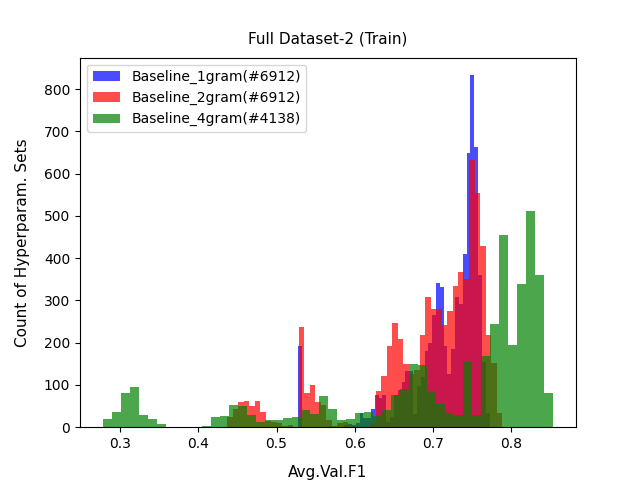 Full Dataset-2 (Train)
Baseline_1gram(#6912)
Baseline_2gram(#6912)
Baseline_4gram(#4138)
Count of Hyperparam. Sets
800
700
600
500
400
300
200
100
0
0.3 0.4 0.5 0.6 0.7 0.8
Avg.Val.F1